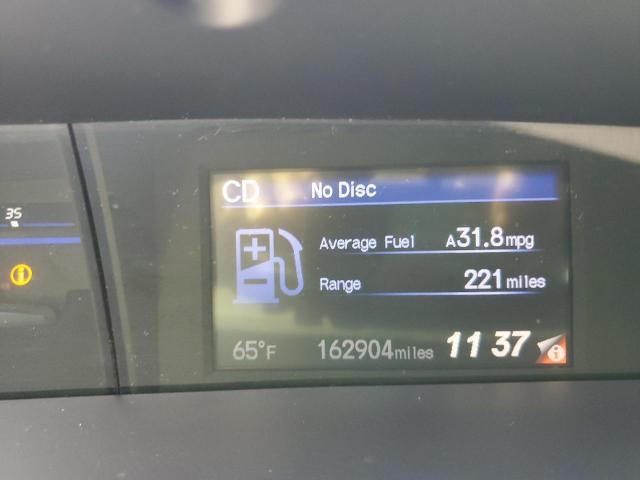 35
CD No Disc
Average Fuel A31.8mpg
Range 221miles
65°F 162904miles 11 37